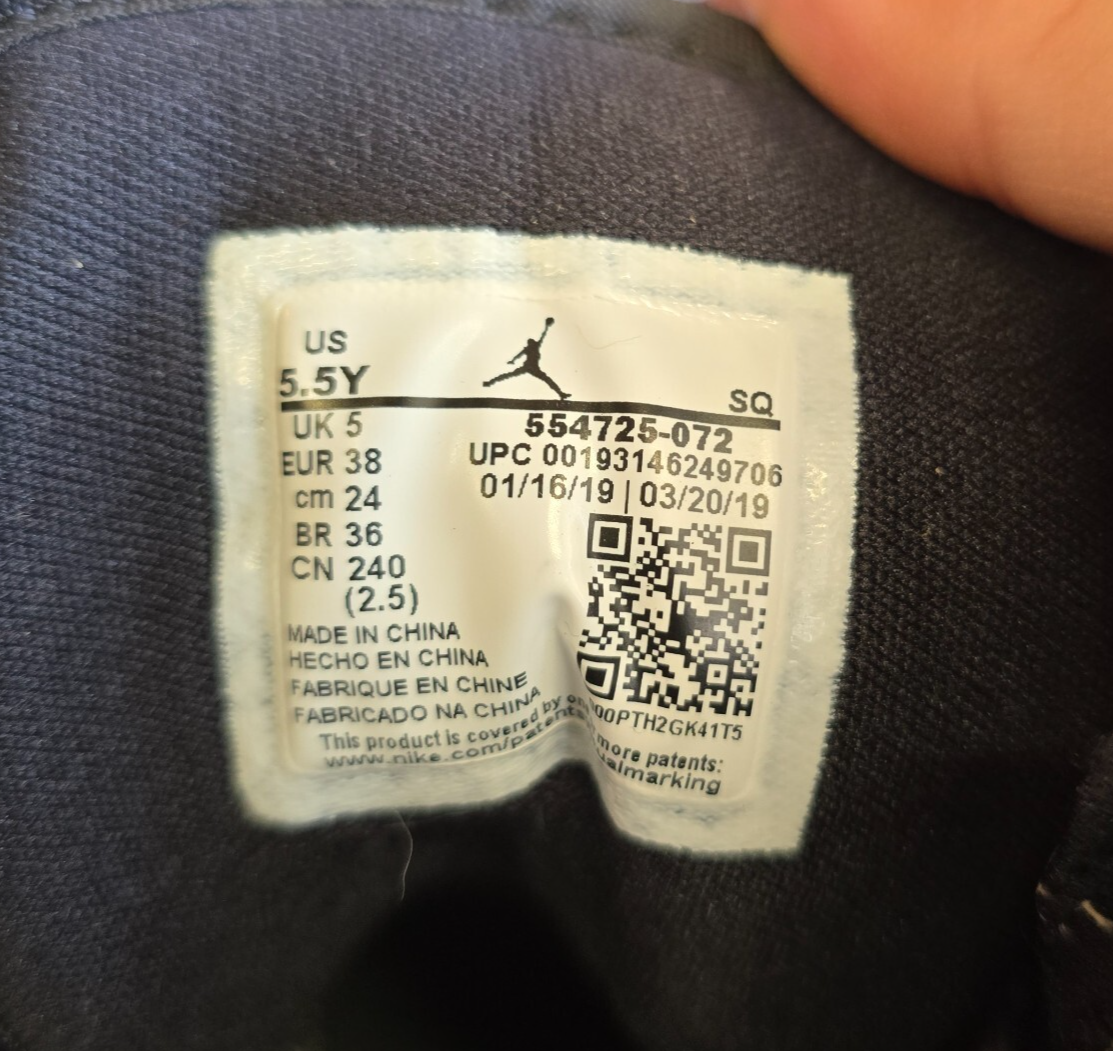 US
5.5Y
SQ
UK 5
EUR 38
cm 24
BR 36
CN 240
(2.5)
554725-072
UPC 00193146249706
01/16/19 | 03/20/19
MADE IN CHINA
HECHO EN CHINA
FABRIQUE EN CHINE
FABRICADO NA CHINA
00PTH2GK41T5
This product is covered by more patents:
www.nike.com/patents